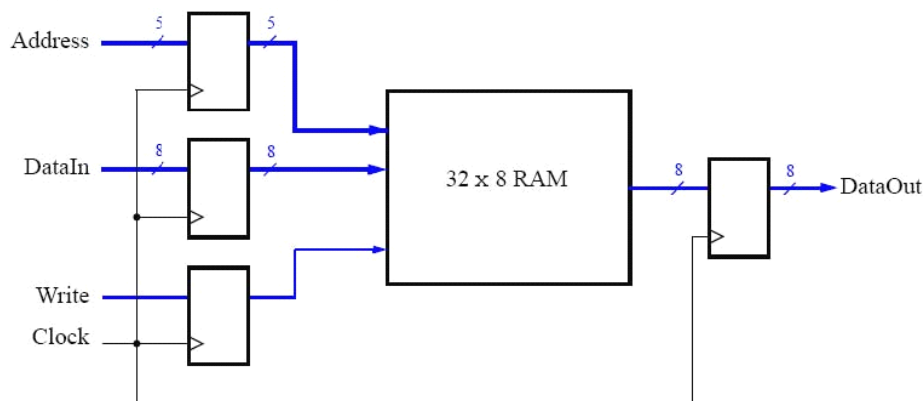 Address
5
5
DataIn
8
8
32 x 8 RAM
8
8
DataOut
Write
Clock